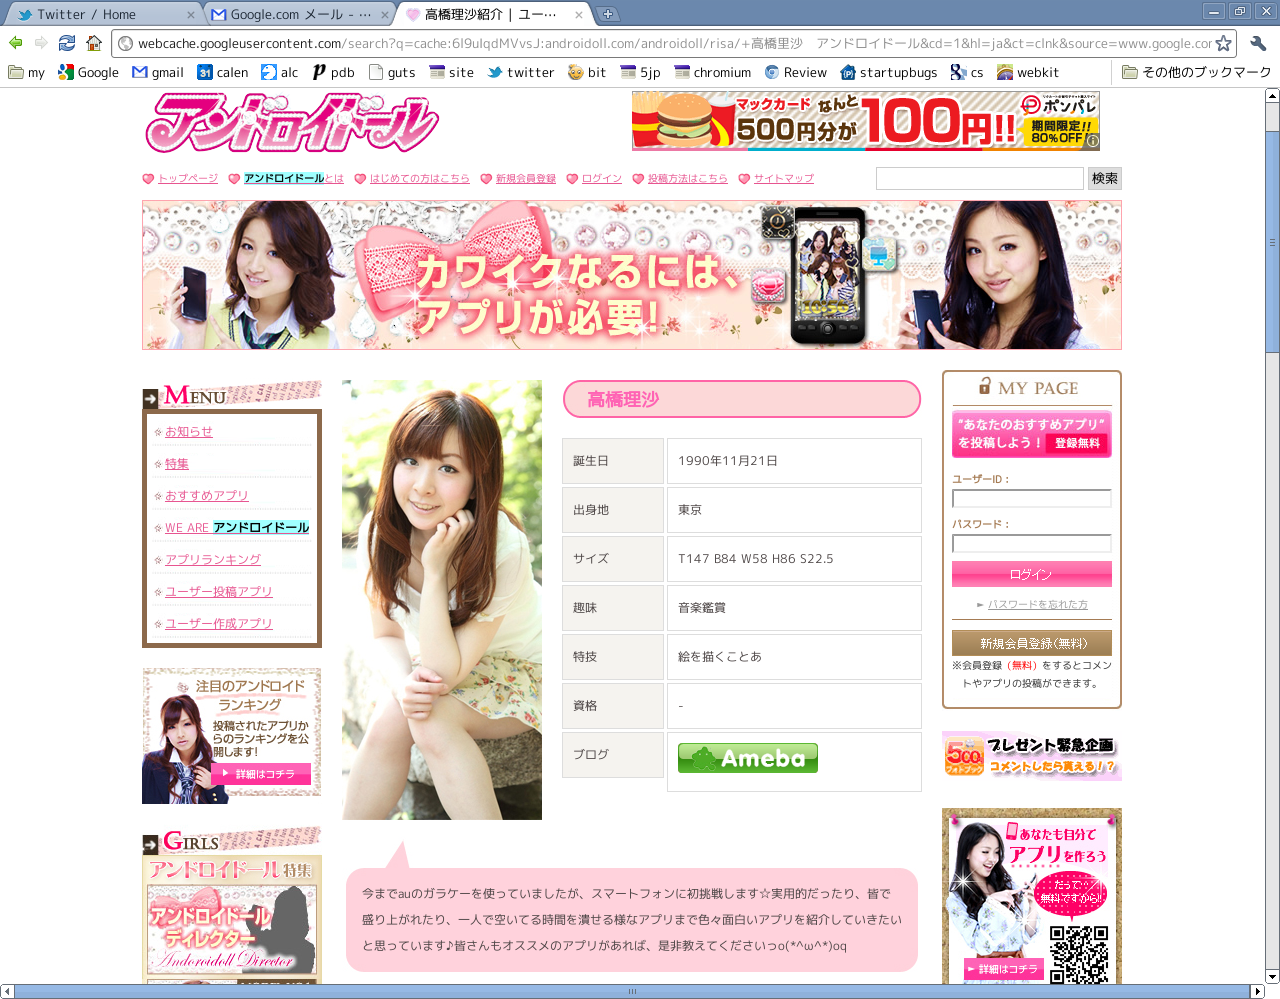 Twitter / Home
Google.com メール - …
高橋理沙紹介 | ユー…
webcache.googleusercontent.com/search?q=cache:6I9uIqdMVvsJ:androidoll.com/androidoll/risa/+高橋里沙　アンドロイドール&cd=1&hl=ja&ct=clnk&source=www.google.com
my Google gmail calen alc pdb guts site twitter bit 5jp chromium Review startupbugs cs webkit その他のブックマーク
アンドロイドール
マックカード なんと
500円分が 100円!!
ポンパレ
期間限定!!
80%OFF!
トップページ アンドロイドールとは はじめての方はこちら 新規会員登録 ログイン 投稿方法はこちら サイトマップ 検索
カワイクなるには、
アプリが必要!
10:36
MENU
お知らせ
特集
おすすめアプリ
WE ARE アンドロイドール
アプリランキング
ユーザー投稿アプリ
ユーザー作成アプリ
注目のアンドロイド
ランキング
投稿されたアプリか
らのランキングを公
開します!
詳細はコチラ
GIRLS
アンドロイドール 特集
アンドロイドール
ディレクター
Andoroidoll Director
高橋理沙
誕生日 1990年11月21日
出身地 東京
サイズ T147 B84 W58 H86 S22.5
趣味 音楽鑑賞
特技 絵を描くことあ
資格 -
ブログ Ameba
今までauのガラケーを使っていましたが、スマートフォンに初挑戦します☆実用的だったり、皆で
盛り上がれたり、一人で空いてる時間を潰せる様なアプリまで色々面白いアプリを紹介していきたい
と思っています♪皆さんもオススメのアプリがあれば、是非教えてくださいっo(*^ω^*)oq
MY PAGE
"あなたのおすすめアプリ"
を投稿しよう！ 登録無料
ユーザーID：
パスワード：
ログイン
► パスワードを忘れた方
新規会員登録(無料)
※会員登録（無料）をするとコメン
トやアプリの投稿ができます。
500
フォトブック
プレゼント緊急企画
コメントしたら貰える！？
あなたも自分で
アプリを作ろう
だって
無料ですから!!
詳細はコチラ